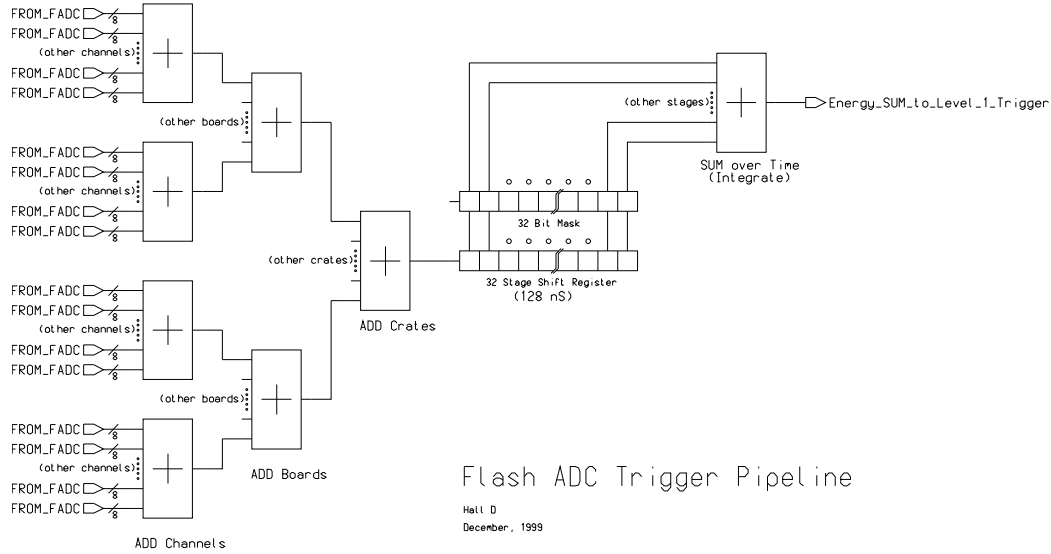 FROM_FADC 8
FROM_FADC 8
(other channels)
FROM_FADC 8
FROM_FADC 8
(other boards)
FROM_FADC 8
FROM_FADC 8
(other channels)
FROM_FADC 8
FROM_FADC 8
(other stages)
Energy_SUM_to_Level_1_Trigger
SUM over Time
(Integrate)
32 Bit Mask
(other crates)
32 Stage Shift Register
(128 nS)
ADD Crates
FROM_FADC 8
FROM_FADC 8
(other channels)
FROM_FADC 8
FROM_FADC 8
(other boards)
FROM_FADC 8
FROM_FADC 8
(other channels)
FROM_FADC 8
FROM_FADC 8
ADD Boards
ADD Channels
Flash ADC Trigger Pipeline
Hall D
December, 1999